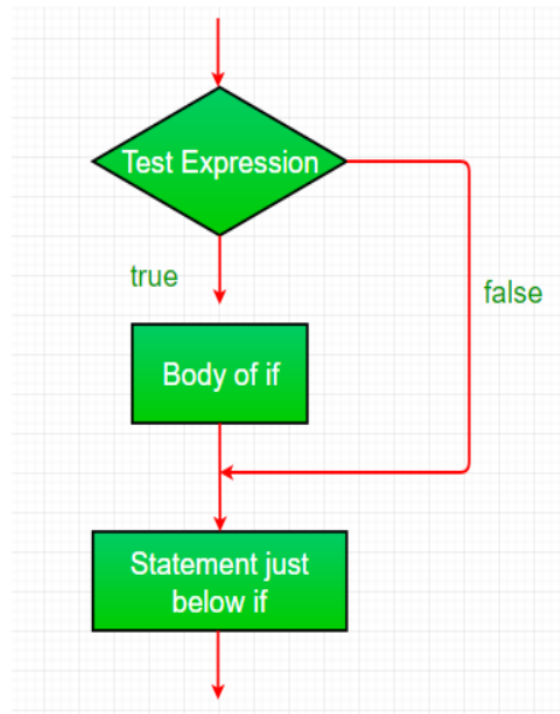 Test Expression
true
false
Body of if
Statement just
below if